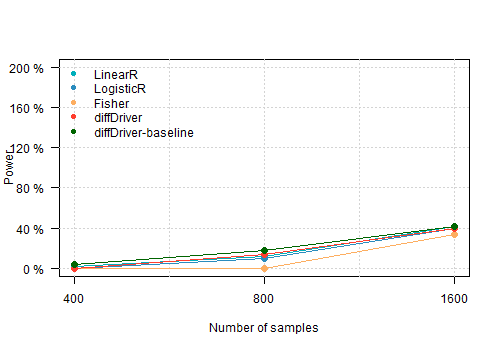 200 %
160 %
120 %
80 %
40 %
0 %
Power
LinearR
LogisticR
Fisher
diffDriver
diffDriver-baseline
400
800
1600
Number of samples